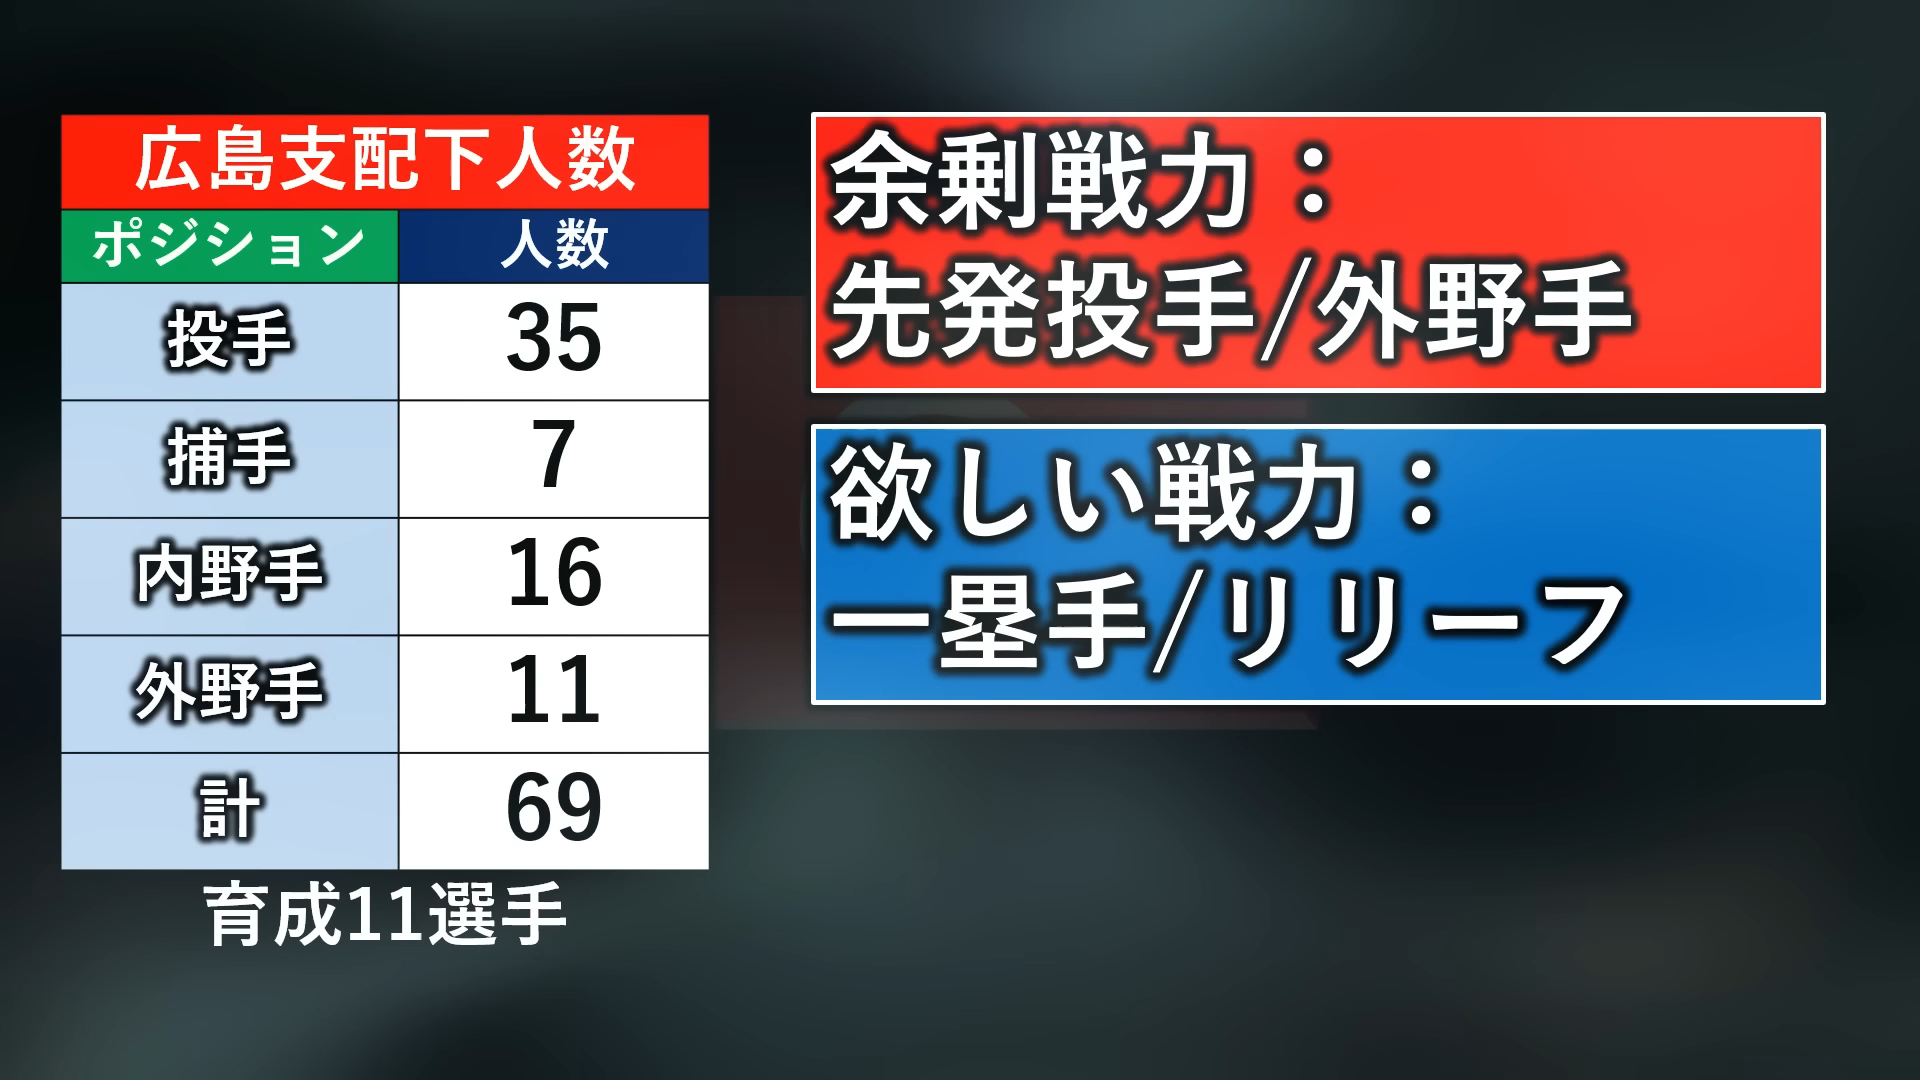 広島支配下人数
ポジション 人数
投手 35
捕手 7
内野手 16
外野手 11
計 69
育成11選手
余剰戦力：
先発投手/外野手
欲しい戦力：
一塁手/リリーフ